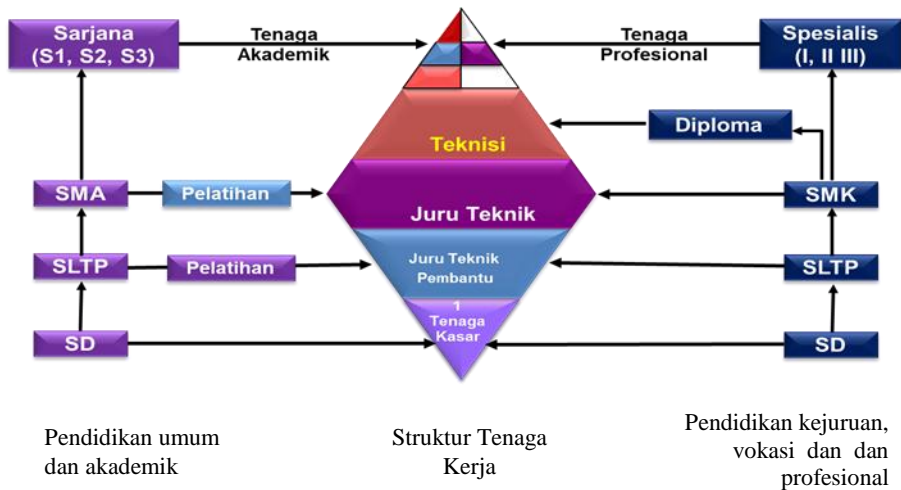 Sarjana
(S1, S2, S3)
Tenaga
Akademik
Tenaga
Profesional
Spesialis
(I, II III)
Teknisi
Diploma
SMA
Pelatihan
Juru Teknik
SMK
SLTP
Pelatihan
Juru Teknik
Pembantu
SLTP
SD
1
Tenaga
Kasar
SD
Pendidikan umum
dan akademik
Struktur Tenaga
Kerja
Pendidikan kejuruan,
vokasi dan dan
profesional